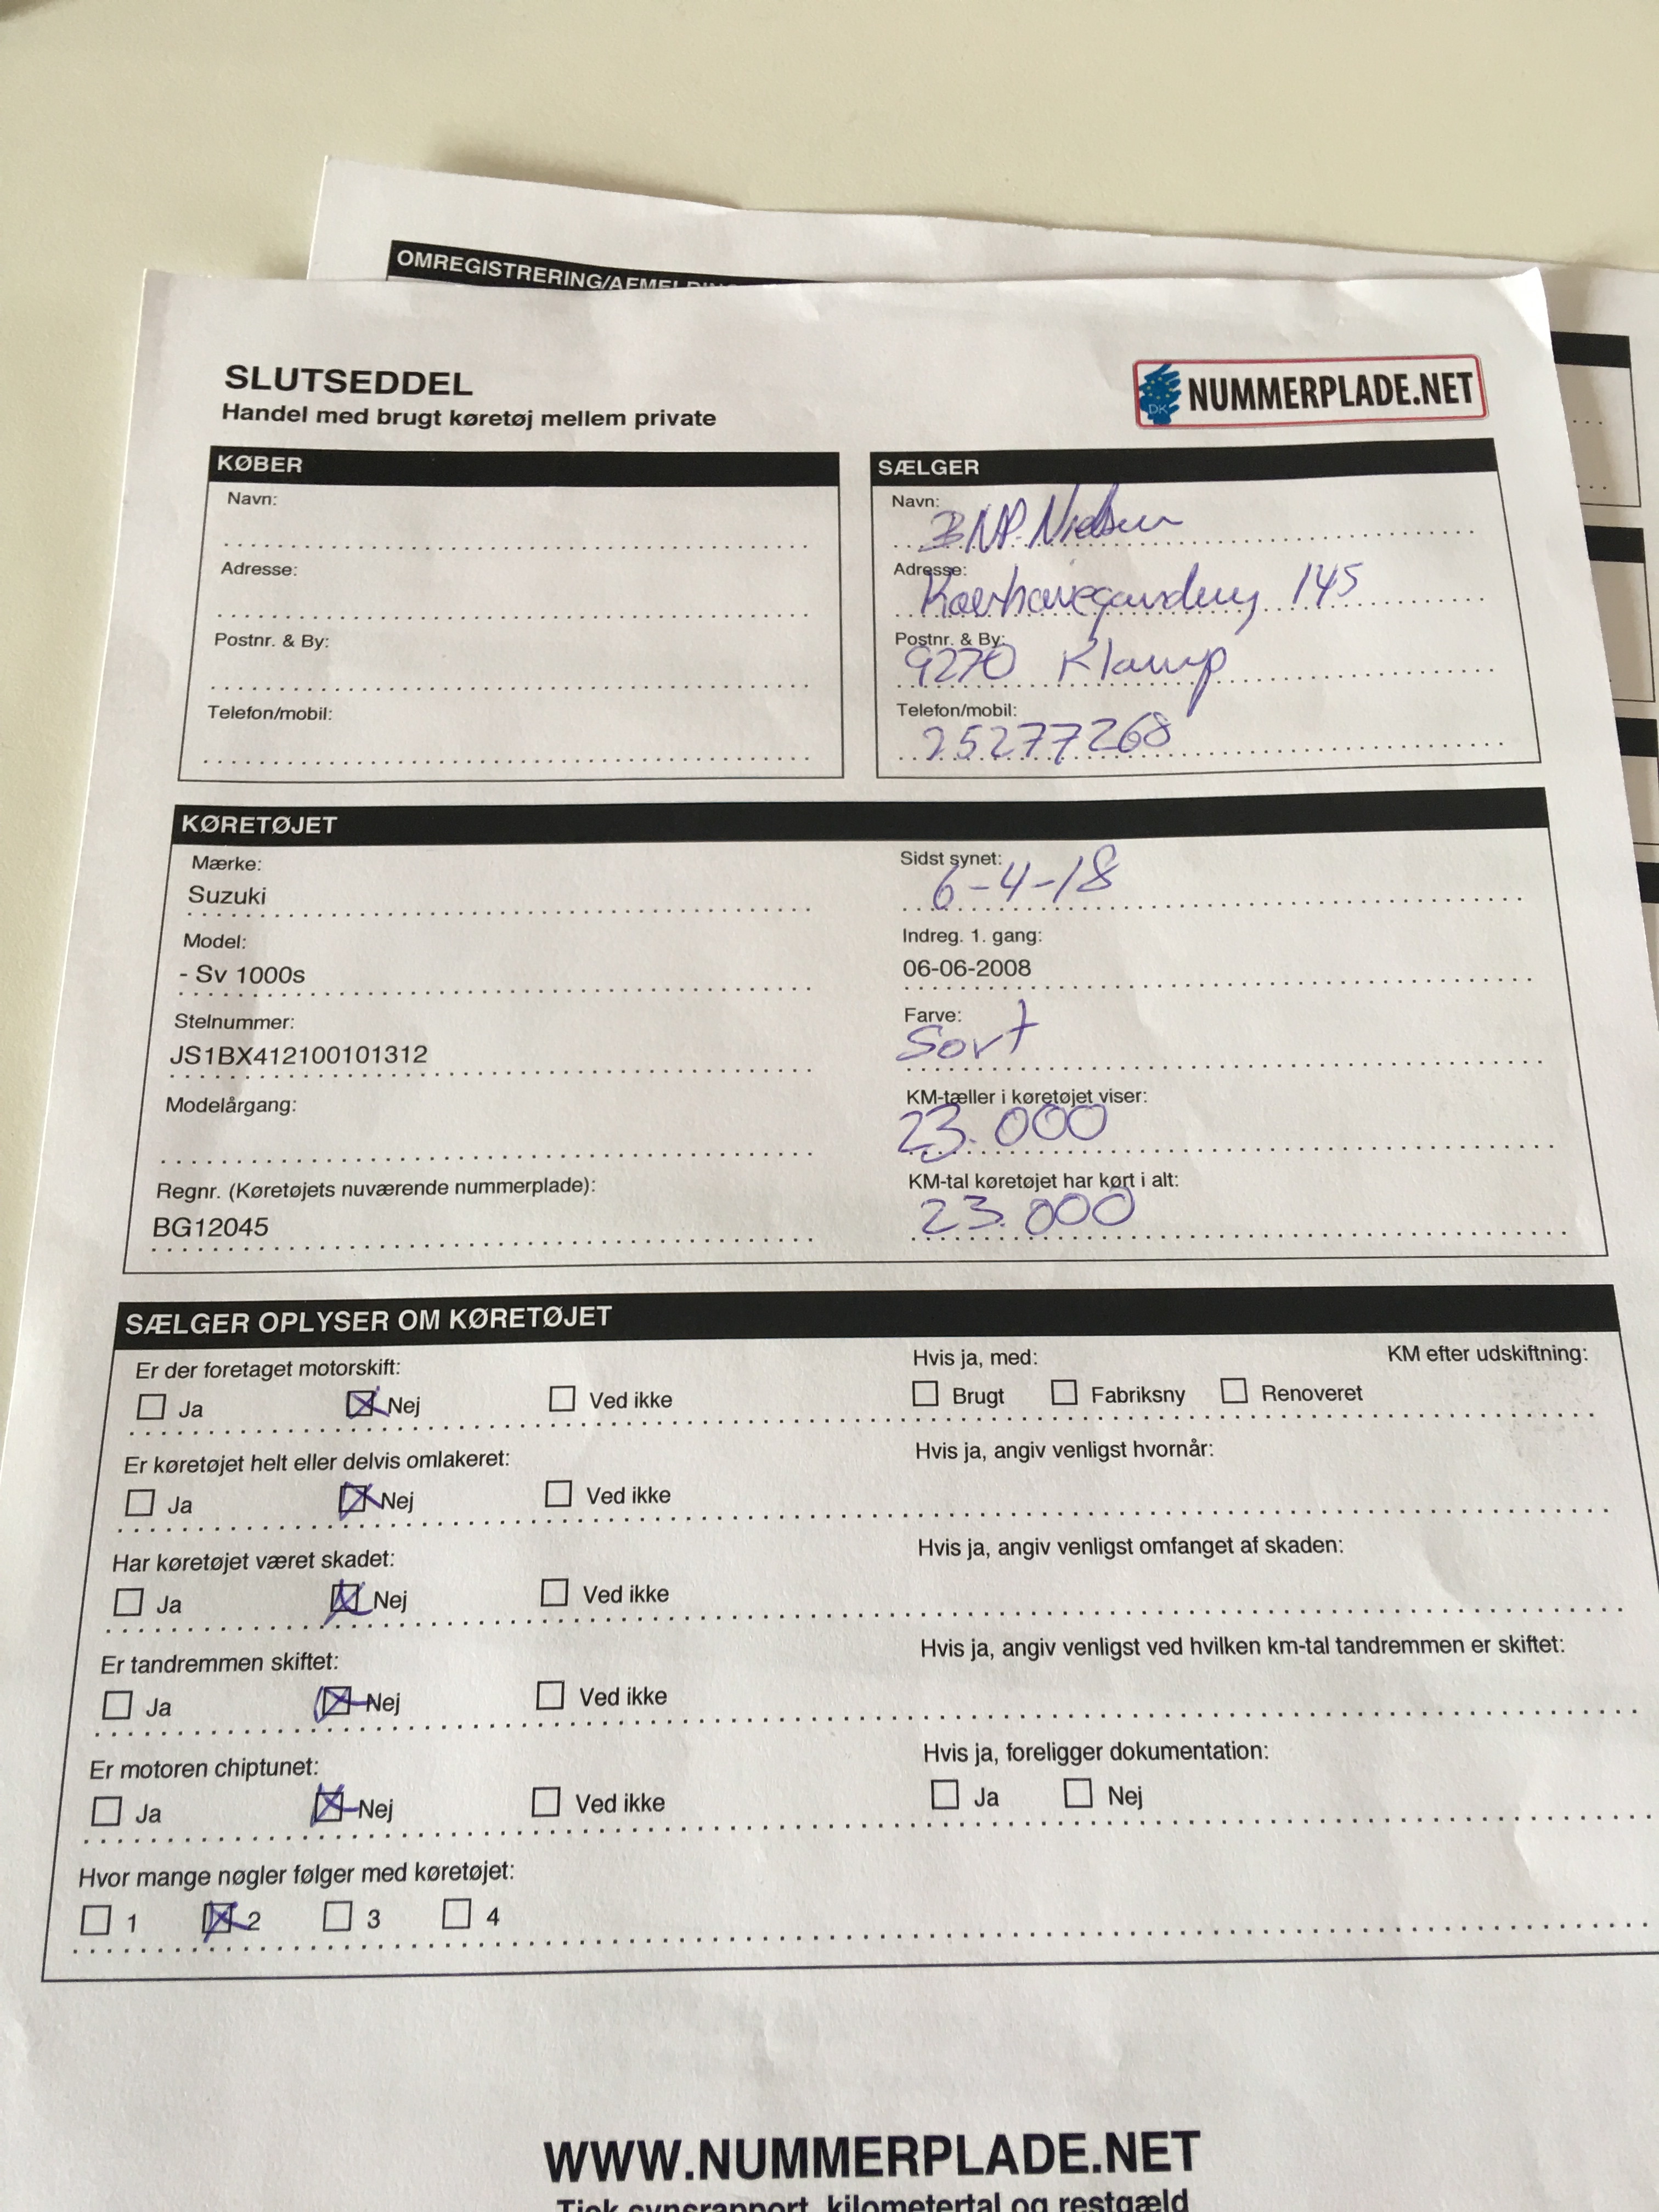 OMREGISTRERING/AFMELDING
SLUTSEDDEL
Handel med brugt køretøj mellem private
DK NUMMERPLADE.NET
KØBER
Navn:
Adresse:
Postnr. & By:
Telefon/mobil:
SÆLGER
Navn:
BNP. Nielsen
Adresse:
145
Postnr. & By:
9270 Klarup
Telefon/mobil:
25277268
KØRETØJET
Mærke:
Suzuki
Model:
- Sv 1000s
Stelnummer:
JS1BX412100101312
Modelårgang:
Regnr. (Køretøjets nuværende nummerplade):
BG12045
Sidst synet:
6-4-18
Indreg. 1. gang:
06-06-2008
Farve:
Sort
KM-tæller i køretøjet viser:
23.000
KM-tal køretøjet har kørt i alt:
23.000
SÆLGER OPLYSER OM KØRETØJET
Er der foretaget motorskift:
Ja Nej Ved ikke
Hvis ja, med: KM efter udskiftning:
Brugt Fabriksny Renoveret
Er køretøjet helt eller delvis omlakeret:
Ja Nej Ved ikke
Hvis ja, angiv venligst hvornår:
Har køretøjet været skadet:
Ja Nej Ved ikke
Hvis ja, angiv venligst omfanget af skaden:
Er tandremmen skiftet:
Ja Nej Ved ikke
Hvis ja, angiv venligst ved hvilken km-tal tandremmen er skiftet:
Er motoren chiptunet:
Ja Nej Ved ikke
Hvis ja, foreligger dokumentation:
Ja Nej
Hvor mange nøgler følger med køretøjet:
1 2 3 4
WWW.NUMMERPLADE.NET
Tjek synsrapport, kilometertal og restgæld